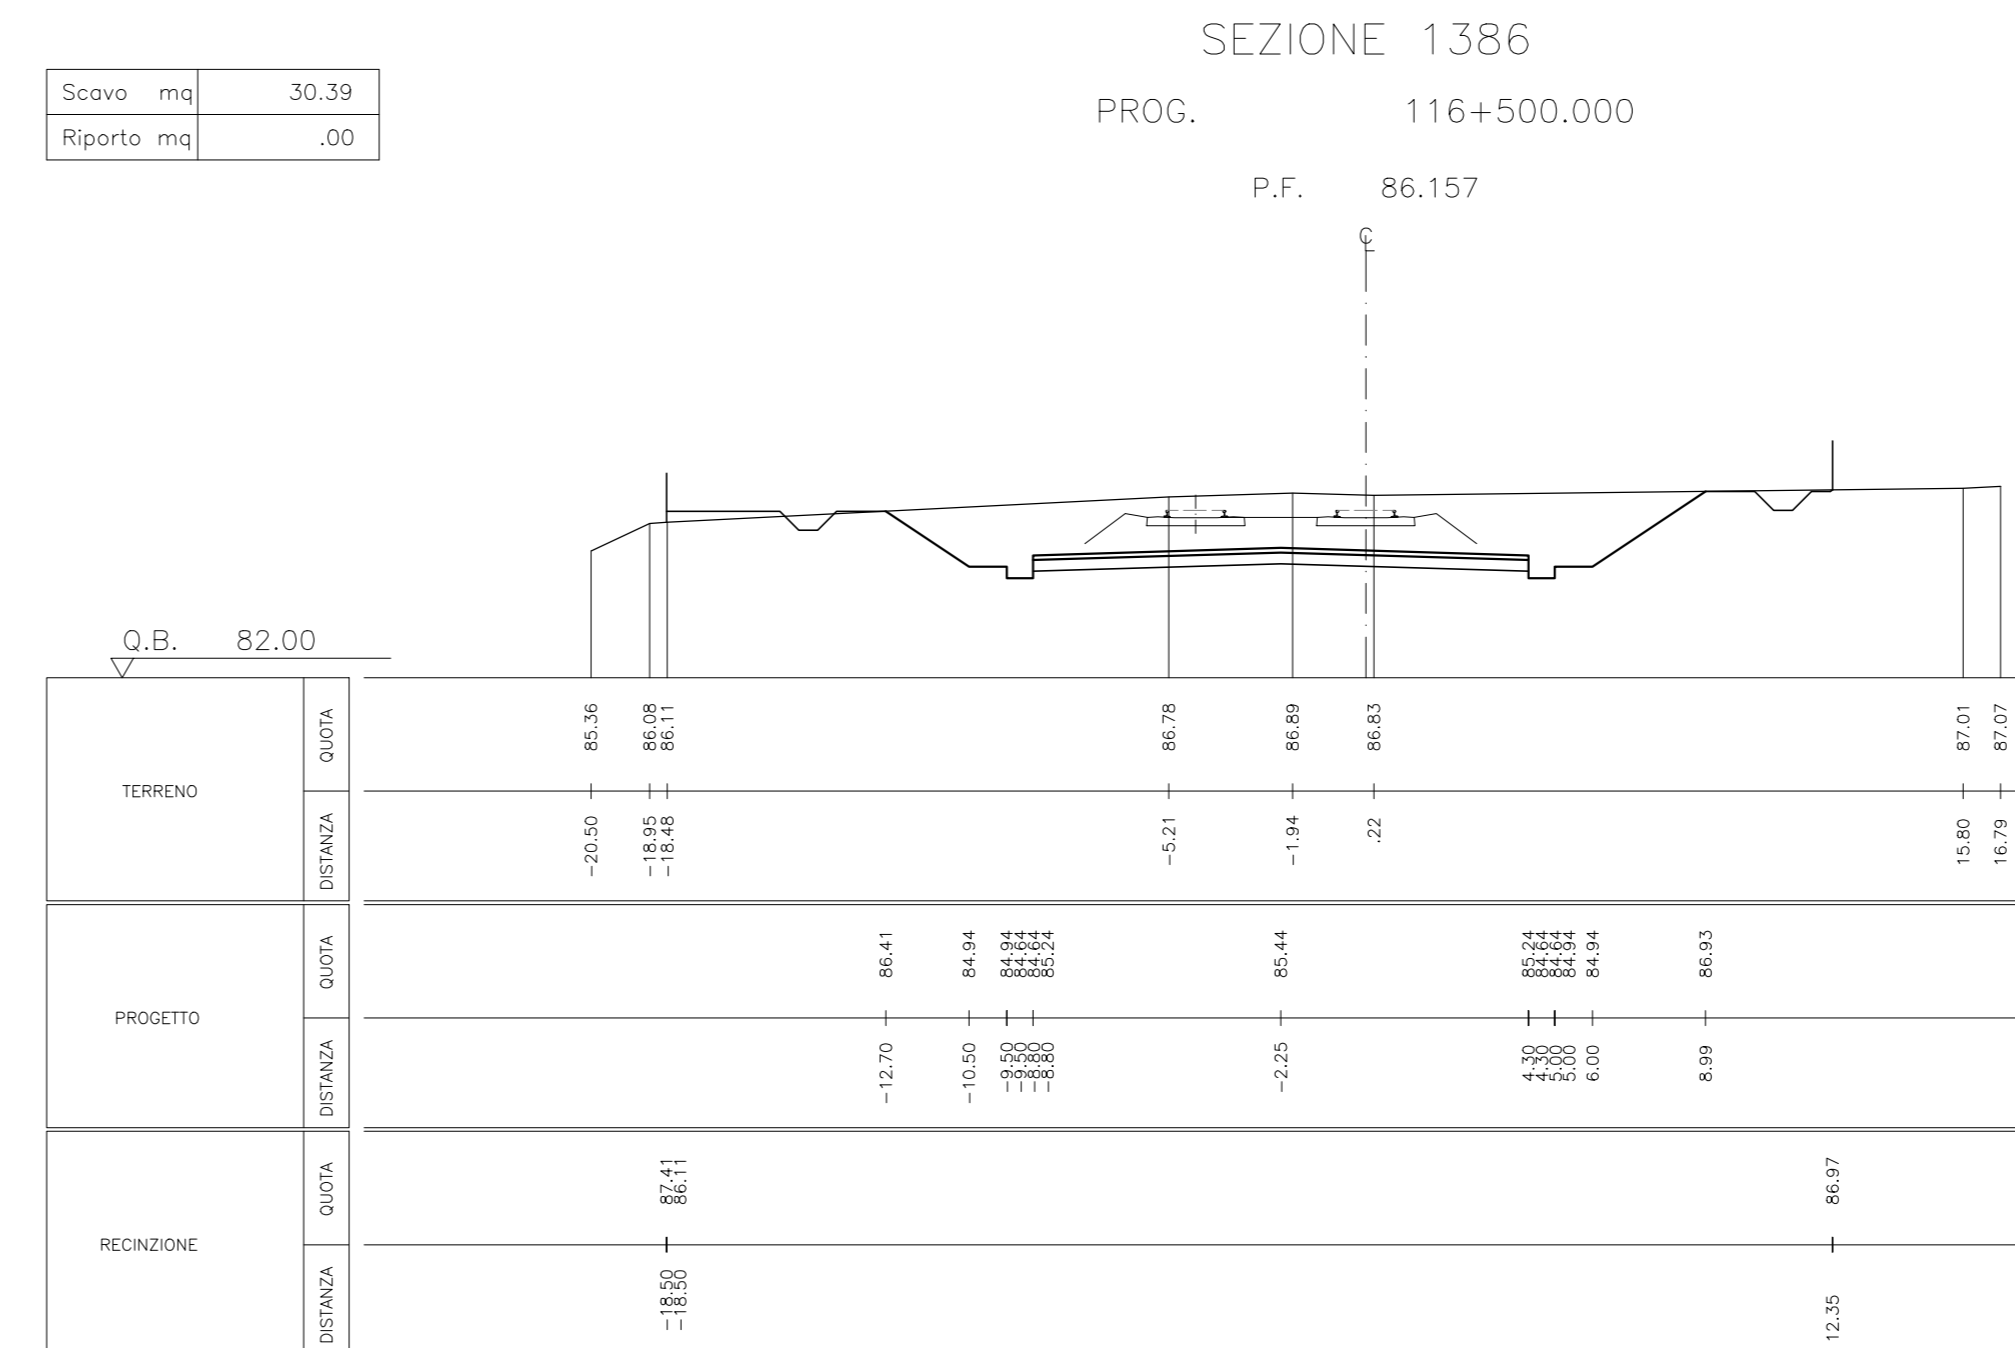 SEZIONE 1386
Scavo mq 30.39
PROG. 116+500.000
Riporto mq .00
P.F. 86.157
℄
Q.B. 82.00
TERRENO
QUOTA
85.36 86.08 86.11 86.78 86.89 86.83 87.01 87.07
DISTANZA
-20.50 -18.95 -18.48 -5.21 -1.94 .22 15.80 16.79
PROGETTO
QUOTA
86.41 84.94 84.94 84.64 84.64 85.24 85.44 85.24 84.64 84.64 84.94 84.94 86.93
DISTANZA
-12.70 -10.50 -9.50 -9.50 -8.80 -8.80 -2.25 4.30 4.30 5.00 5.00 6.00 8.99
RECINZIONE
QUOTA
87.41 86.11 86.97
DISTANZA
-18.50 -18.50 12.35